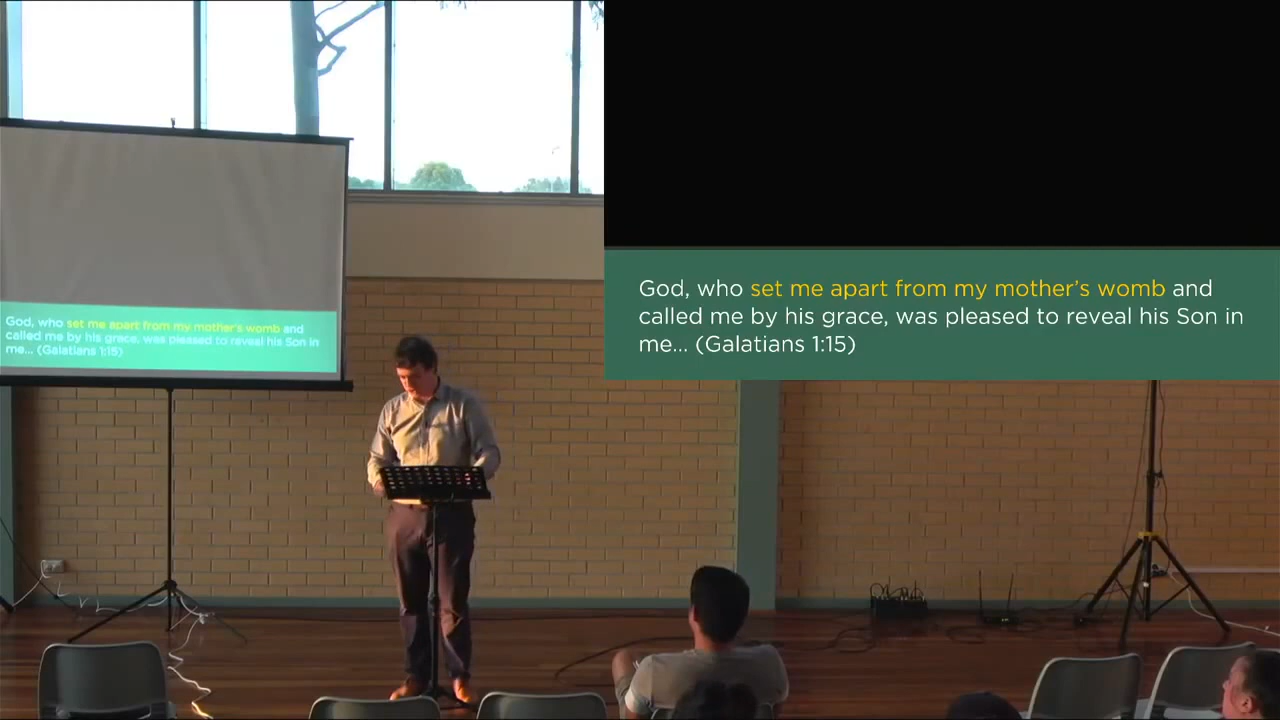 God, who set me apart from my mother's womb and
called me by his grace, was pleased to reveal his Son in
me... (Galatians 1:15)
God, who set me apart from my mother's womb and
called me by his grace, was pleased to reveal his Son in
me... (Galatians 1:15)